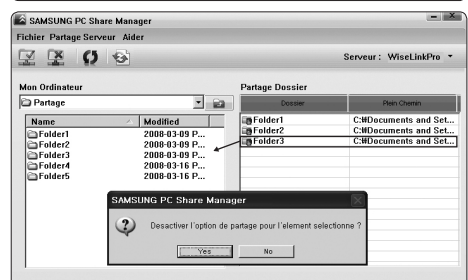 SAMSUNG PC Share Manager
Fichier Partage Serveur Aider
Serveur : WiseLinkPro
Mon Ordinateur
Partage
Name Modified
Folder1 2008-03-09 P...
Folder2 2008-03-09 P...
Folder3 2008-03-09 P...
Folder4 2008-03-16 P...
Folder5 2008-03-16 P...
Partage Dossier
Dossier Plein Chemin
Folder1 C:₩Documents and Set...
Folder2 C:₩Documents and Set...
Folder3 C:₩Documents and Set...
SAMSUNG PC Share Manager
Desactiver l'option de partage pour l'element selectionne ?
Yes No